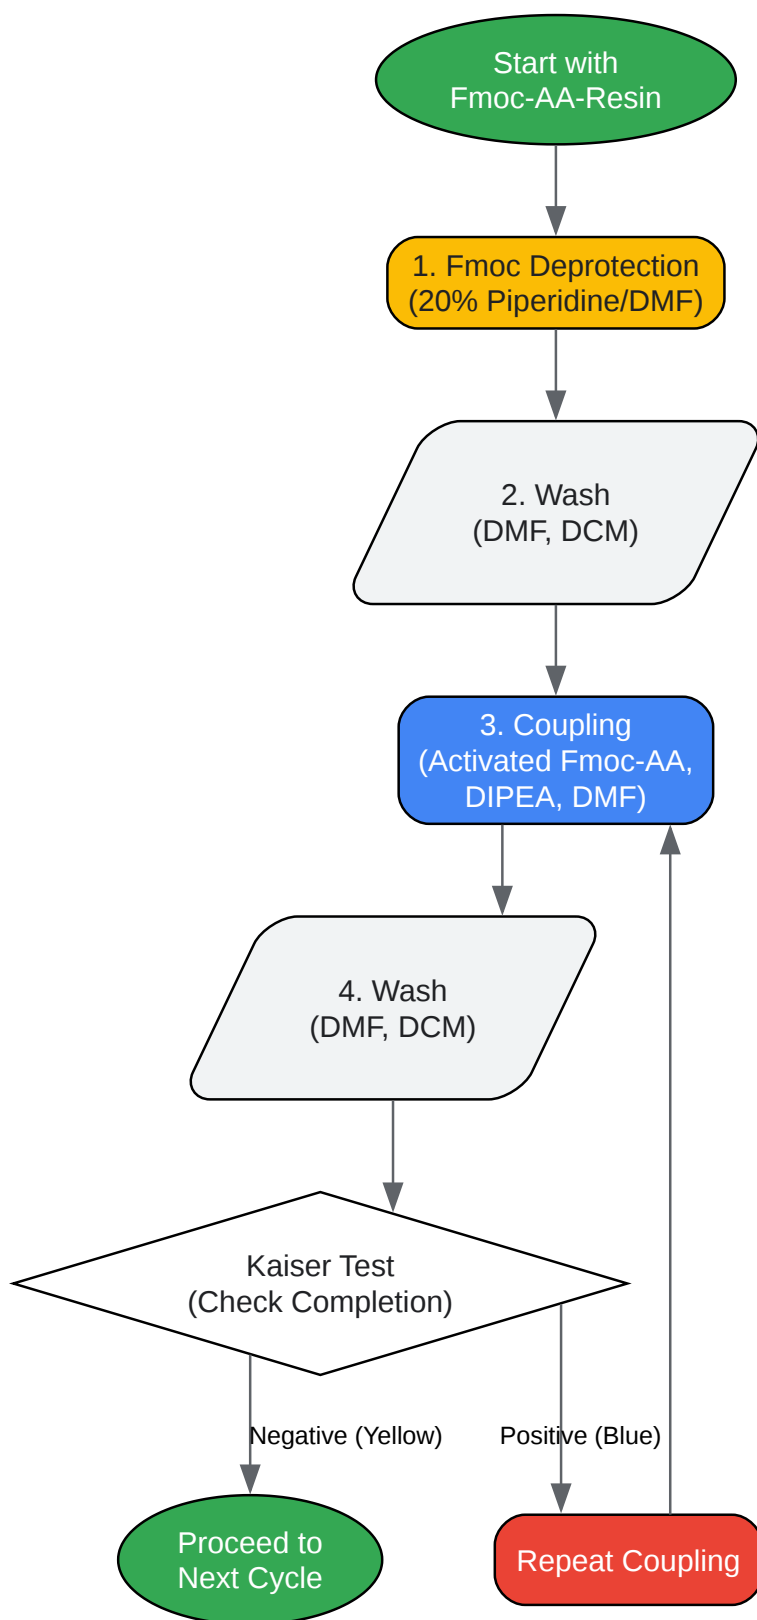 Start with
Fmoc-AA-Resin
1. Fmoc Deprotection
(20% Piperidine/DMF)
2. Wash
(DMF, DCM)
3. Coupling
(Activated Fmoc-AA,
DIPEA, DMF)
4. Wash
(DMF, DCM)
Kaiser Test
(Check Completion)
Negative (Yellow)
Positive (Blue)
Proceed to
Next Cycle
Repeat Coupling